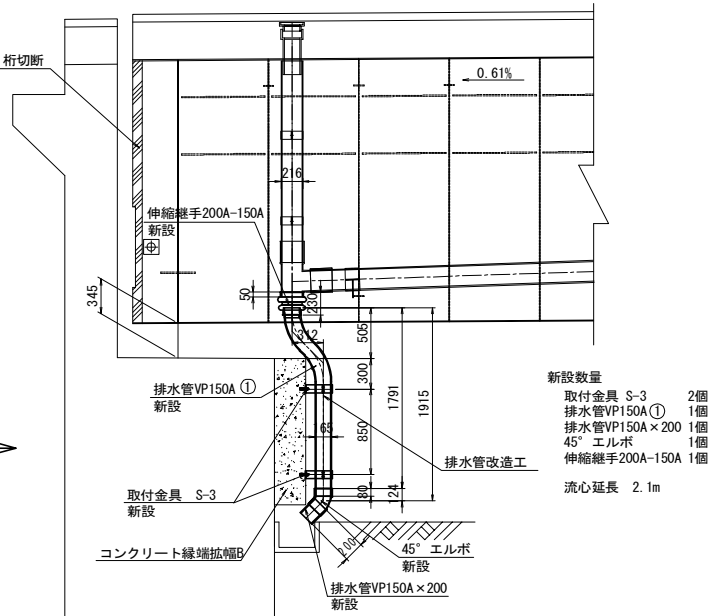 桁切断
0.61%
216
伸縮継手200A-150A
新設
345
50
230
312
505
300
1791
1915
排水管VP150A ①
新設
65
850
排水管改造工
取付金具 S-3
新設
80
124
コンクリート縁端拡幅B
200
45° エルボ
新設
排水管VP150A×200
新設
新設数量
取付金具 S-3 2個
排水管VP150A① 1個
排水管VP150A×200 1個
45° エルボ 1個
伸縮継手200A-150A 1個
流心延長 2.1m